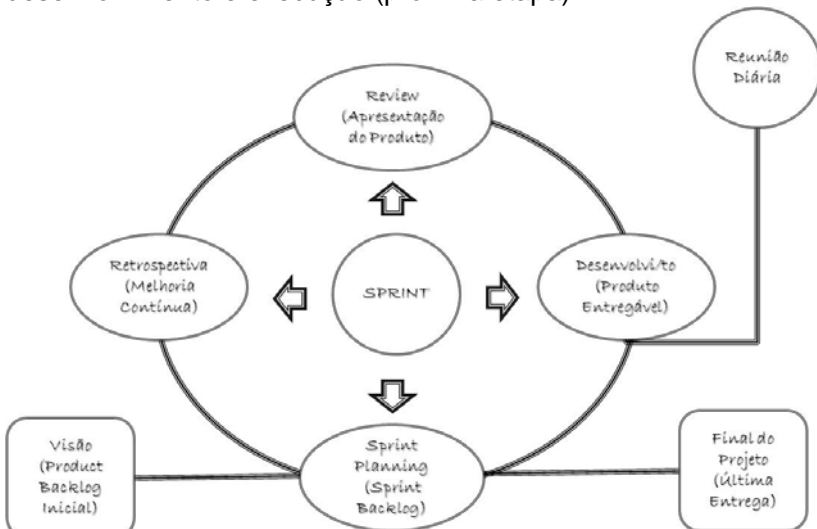 Reunião
Diária
Review
(Apresentação
do Produto)
Retrospectiva
(Melhoria
Contínua)
SPRINT
Desenvolvi/to
(Produto
Entregável)
Visão
(Product
Backlog
Inicial)
Sprint
Planning
(Sprint
Backlog)
Final do
Projeto
(Última
Entrega)